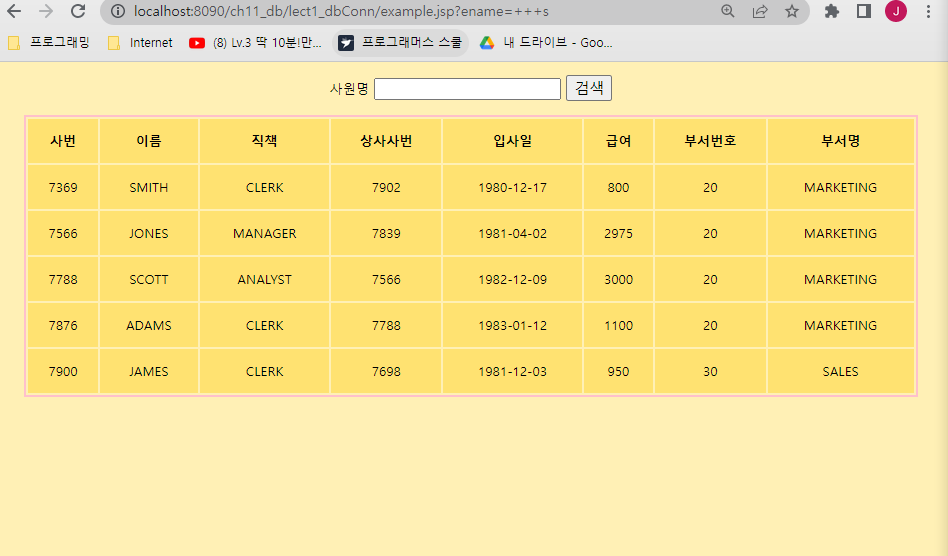 localhost:8090/ch11_db/lect1_dbConn/example.jsp?ename=+++s
J
프로그래밍 Internet (8) Lv.3 딱 10분!만... 프로그래머스 스쿨 내 드라이브 - Goo...
사원명 검색
사번 이름 직책 상사사번 입사일 급여 부서번호 부서명
7369 SMITH CLERK 7902 1980-12-17 800 20 MARKETING
7566 JONES MANAGER 7839 1981-04-02 2975 20 MARKETING
7788 SCOTT ANALYST 7566 1982-12-09 3000 20 MARKETING
7876 ADAMS CLERK 7788 1983-01-12 1100 20 MARKETING
7900 JAMES CLERK 7698 1981-12-03 950 30 SALES